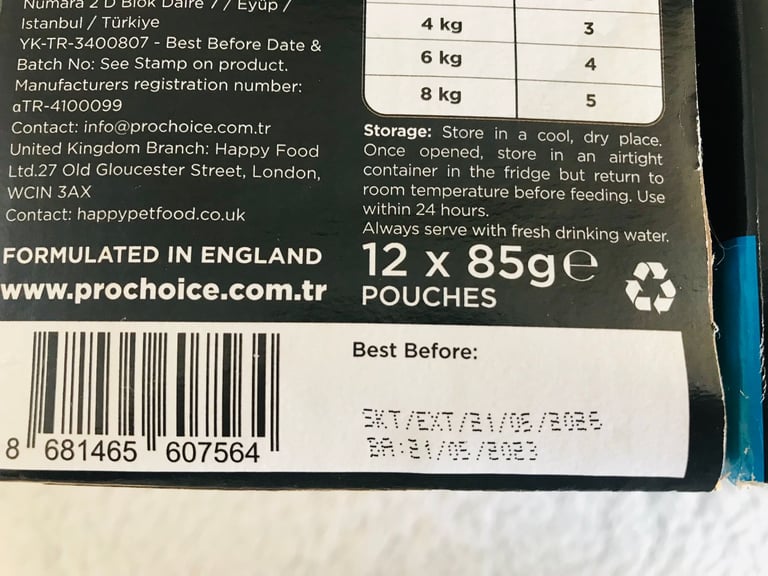 Numara 2 D Blok Daire 77 Eyüp /
Istanbul / Türkiye
YK-TR-3400807 - Best Before Date &
Batch No: See Stamp on product.
Manufacturers registration number:
αTR-4100099
Contact: info@prochoice.com.tr
United Kingdom Branch: Happy Food
Ltd.27 Old Gloucester Street, London,
WCIN 3AX
Contact: happypetfood.co.uk
FORMULATED IN ENGLAND
www.prochoice.com.tr
4 kg 3
6 kg 4
8 kg 5
Storage: Store in a cool, dry place.
Once opened, store in an airtight
container in the fridge but return to
room temperature before feeding. Use
within 24 hours.
Always serve with fresh drinking water.
12 x 85g℮
POUCHES
Best Before:
SKT/EXT/21/05/2026
BA:21/05/2023
8 681465 607564